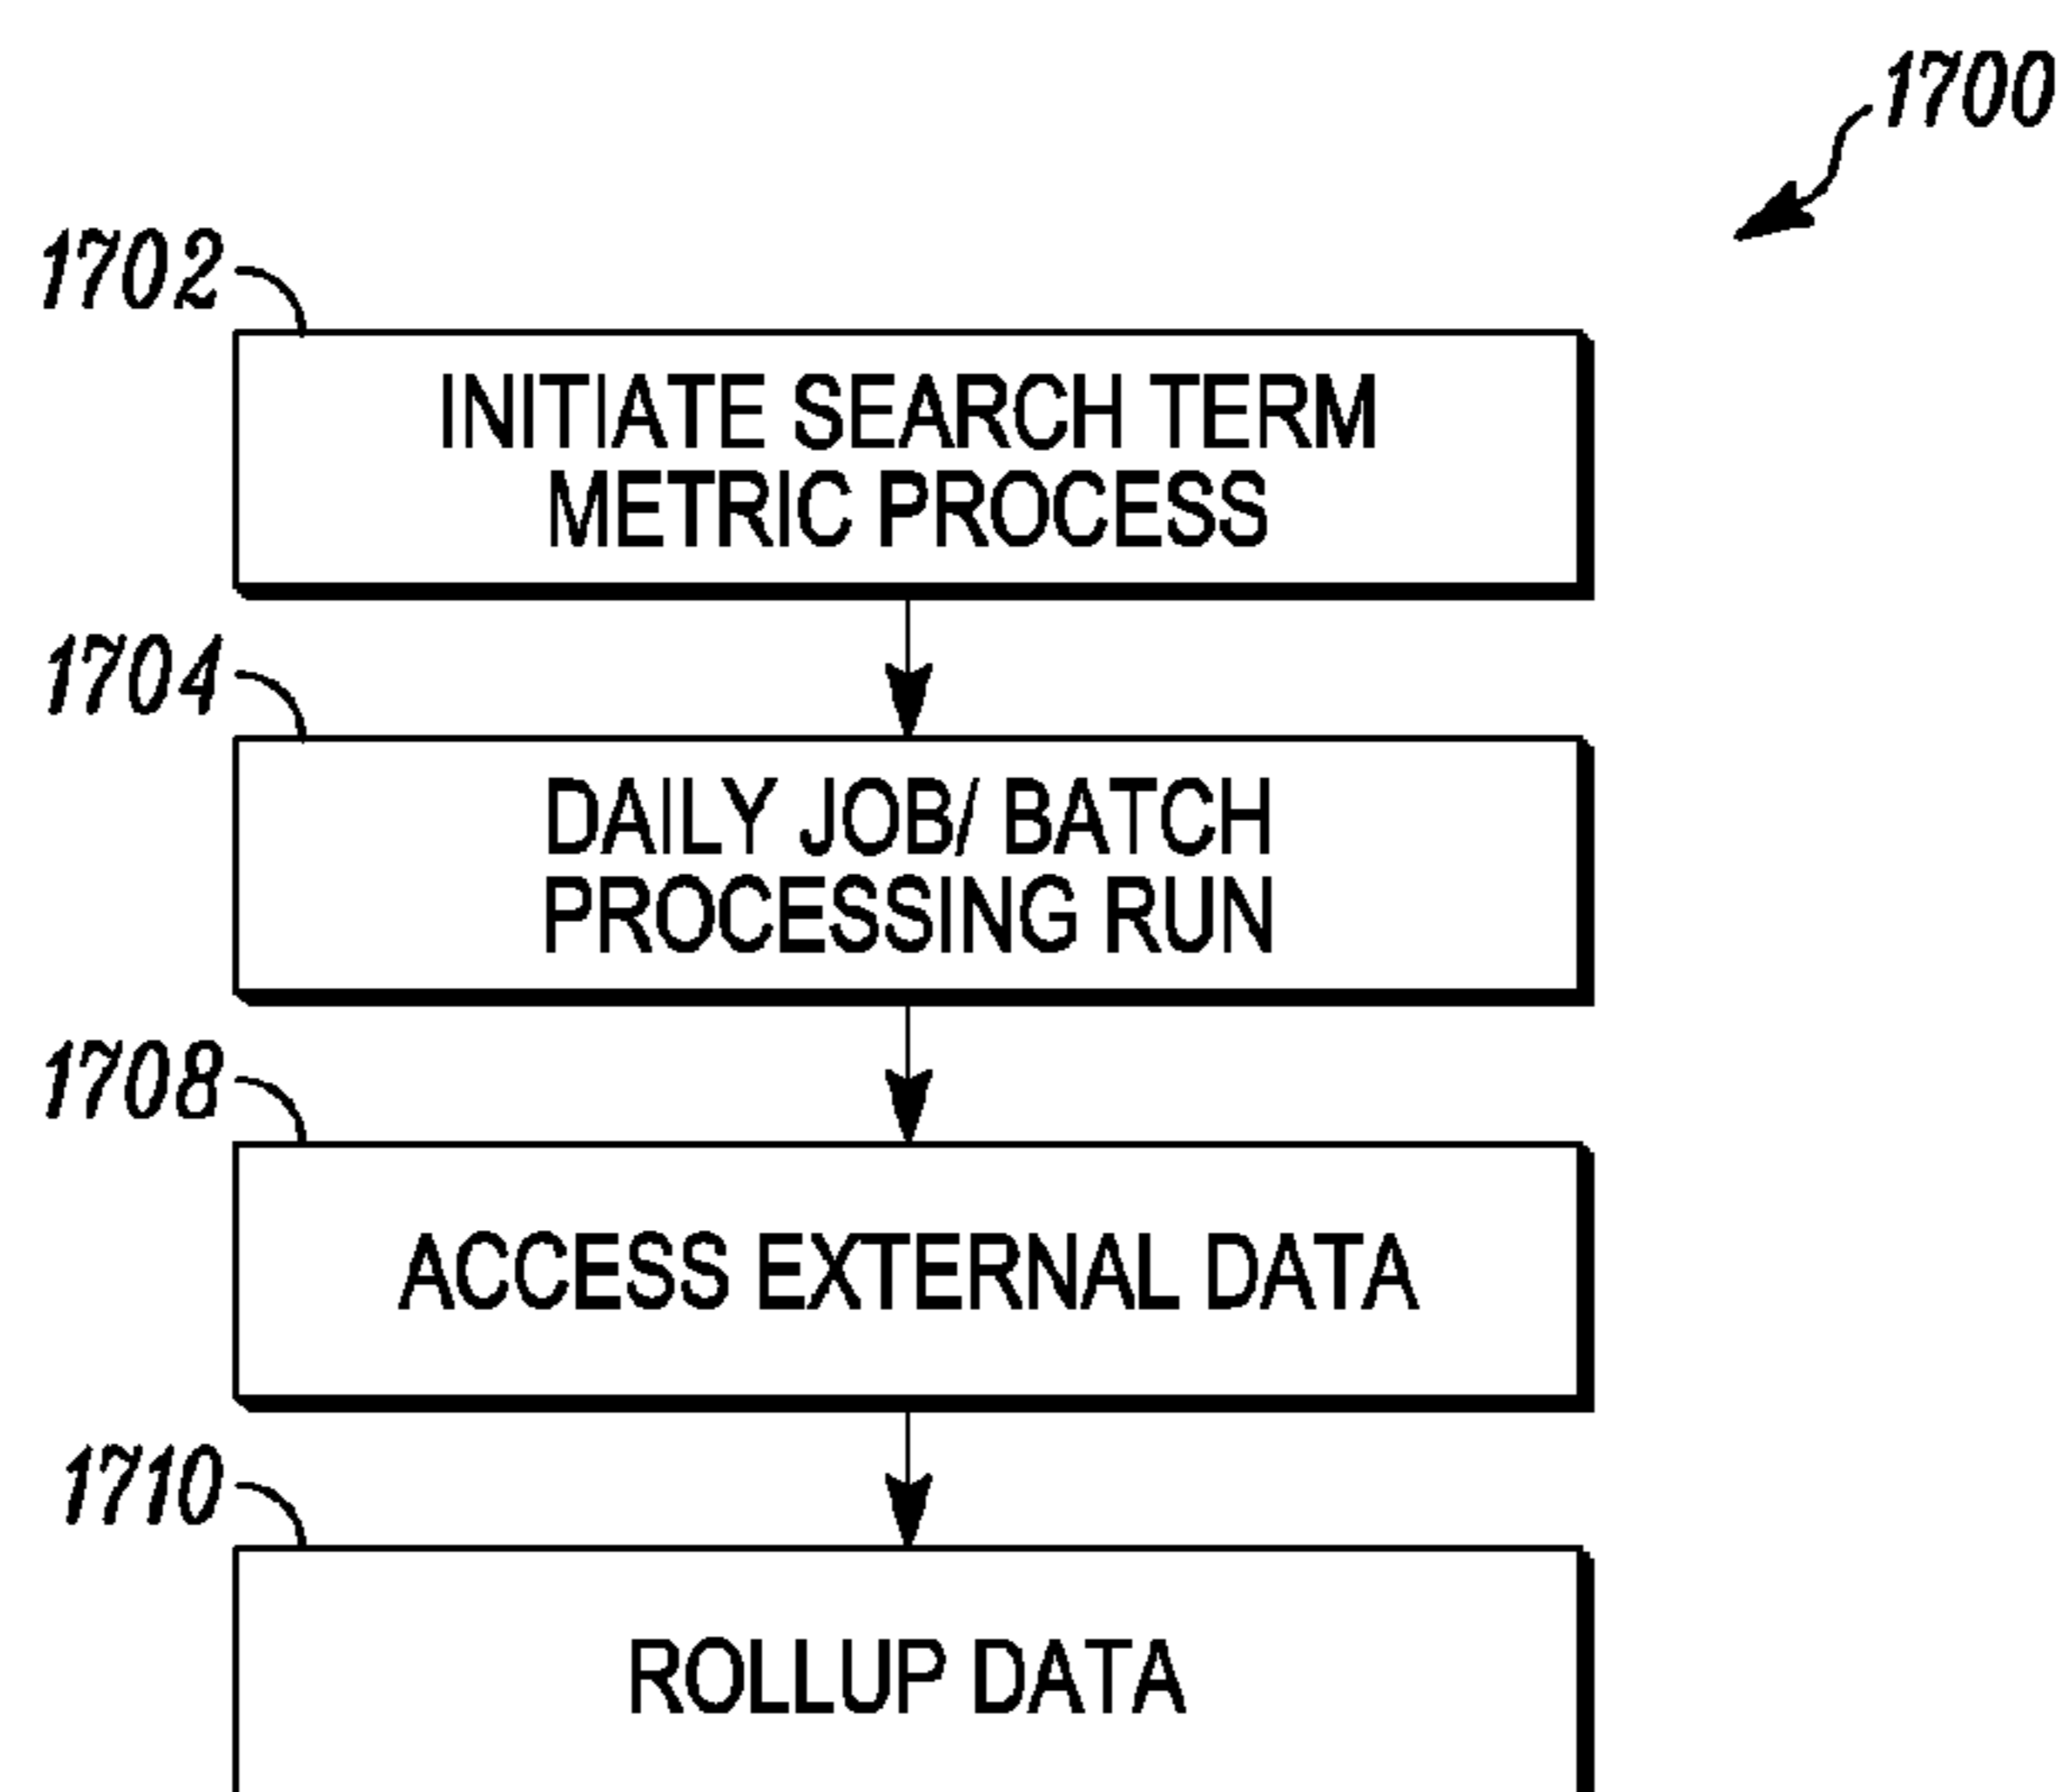 1700
1702
INITIATE SEARCH TERM
METRIC PROCESS
1704
DAILY JOB/ BATCH
PROCESSING RUN
1708
ACCESS EXTERNAL DATA
1710
ROLLUP DATA